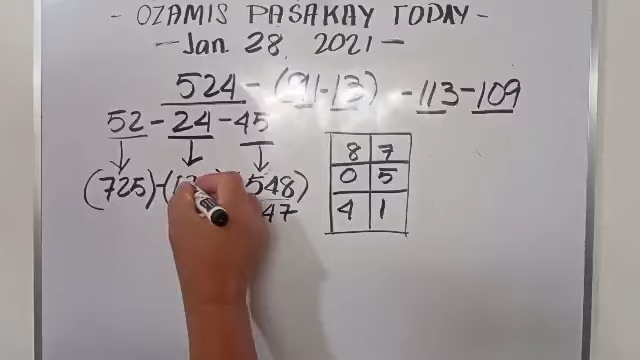 - OZAMIS PASAKAY TODAY -
- Jan. 28, 2021 -
524 - (91-13) - 113 - 109
52 - 24 - 45
(725) - ( 548)
47
8 7
0 5
4 1